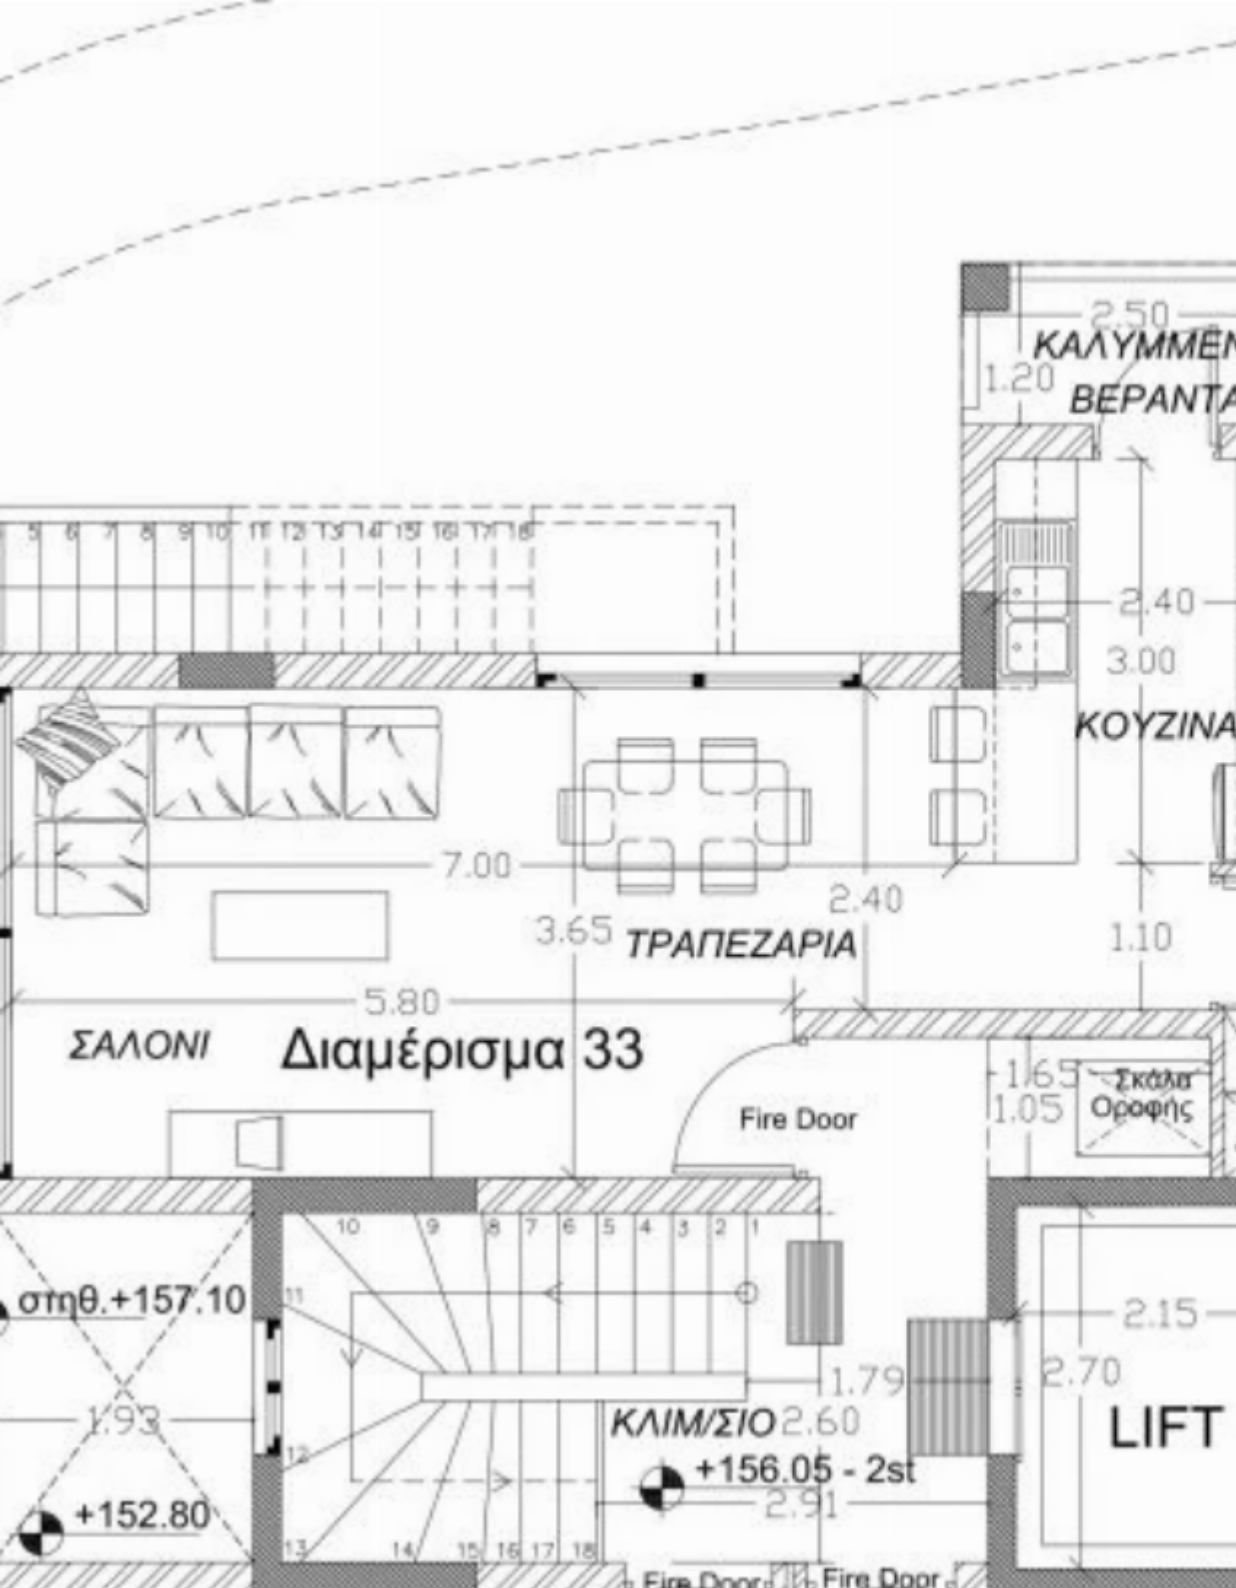 2.50
ΚΑΛΥΜΜΕΝ
1.20
ΒΕΡΑΝΤΑ
5 6 7 8 9 10 11 12 13 14 15 16 17 18
2.40
3.00
ΚΟΥΖΙΝΑ
7.00
2.40
3.65
ΤΡΑΠΕΖΑΡΙΑ
1.10
5.80
ΣΑΛΟΝΙ
Διαμέρισμα 33
1.65
Σκάλα
1.05
Οροφής
Fire Door
10 9 8 7 6 5 4 3 2 1
11
στηθ.+157.10
2.15
2.70
1.79
1.93
ΚΛΙΜ/ΣΙΟ
2.60
LIFT
12
+156.05 - 2st
2.91
+152.80
13 14 15 16 17 18
Fire Door
Fire Door